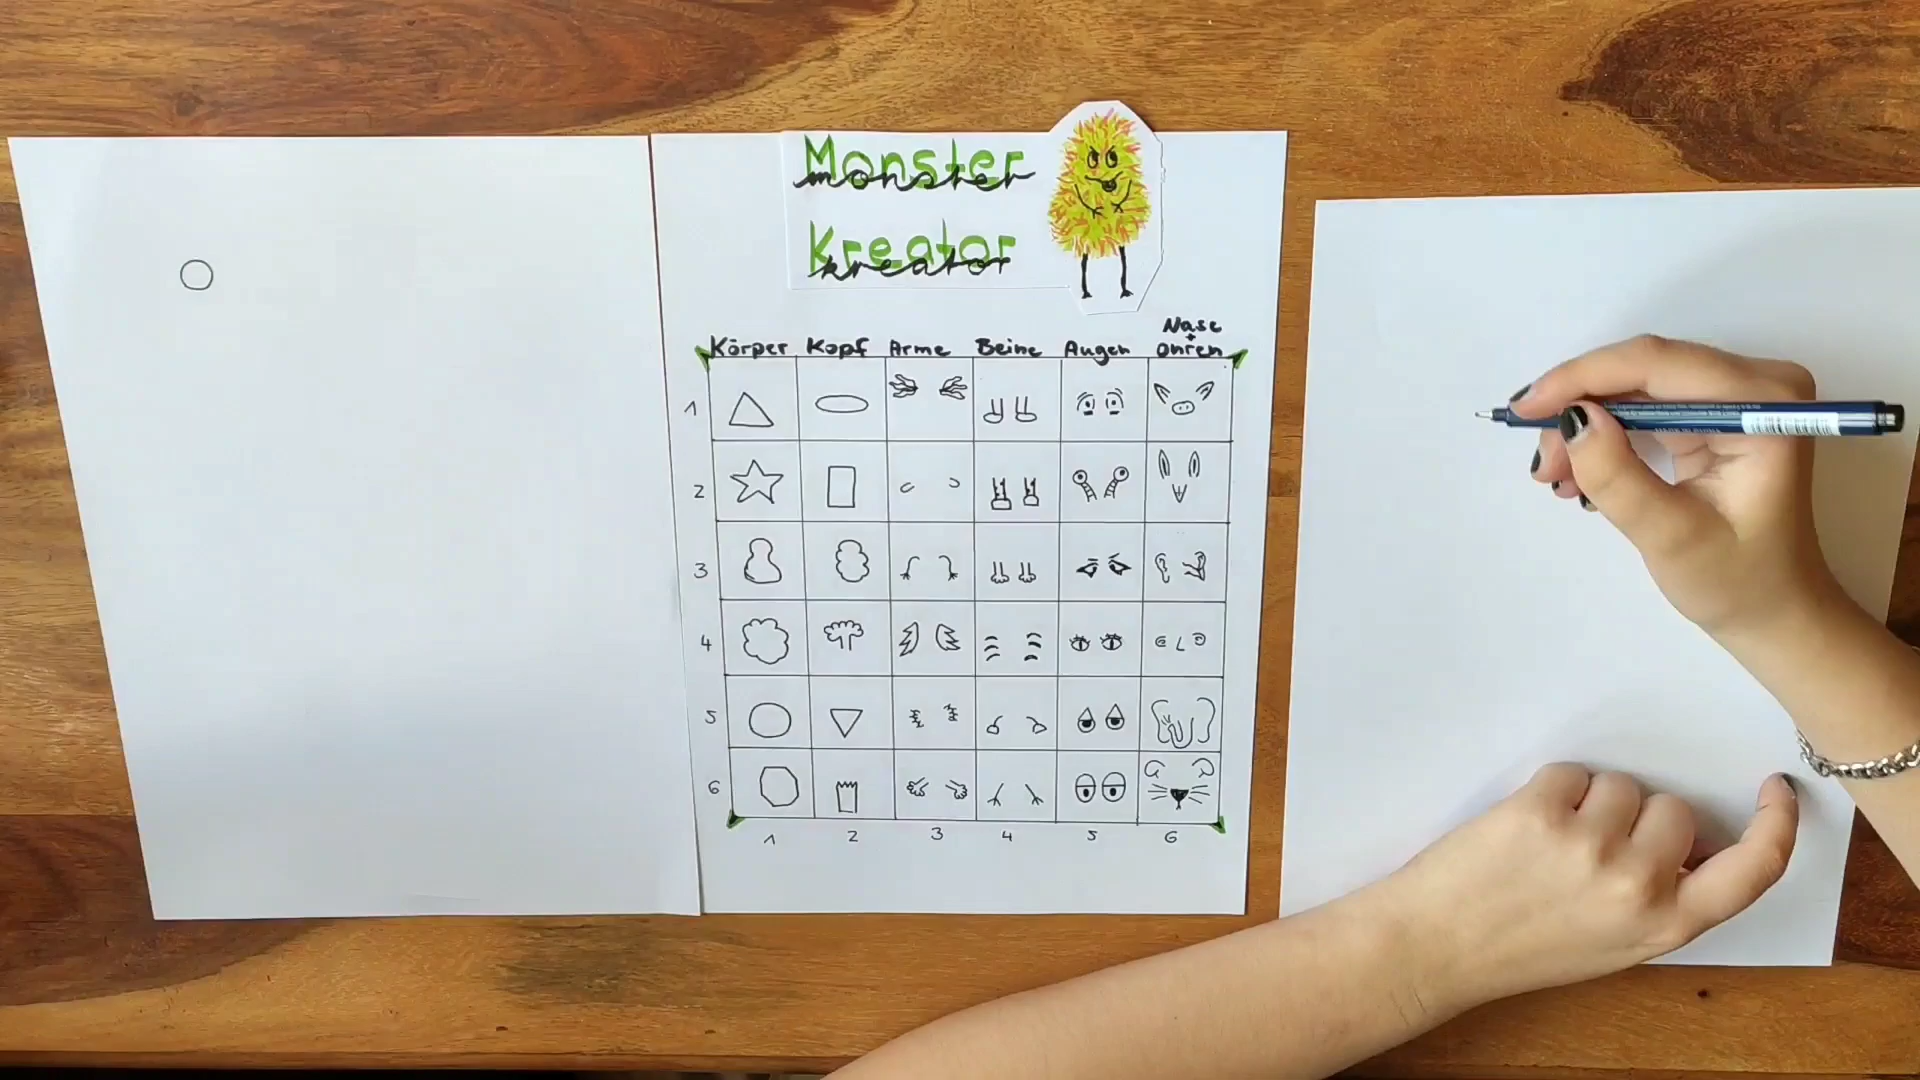 Monster
monster
Kreator
kreator
Nase
+
Körper Kopf Arme Beine Augen Ohren
1
2
3
4
5
6
1 2 3 4 5 6